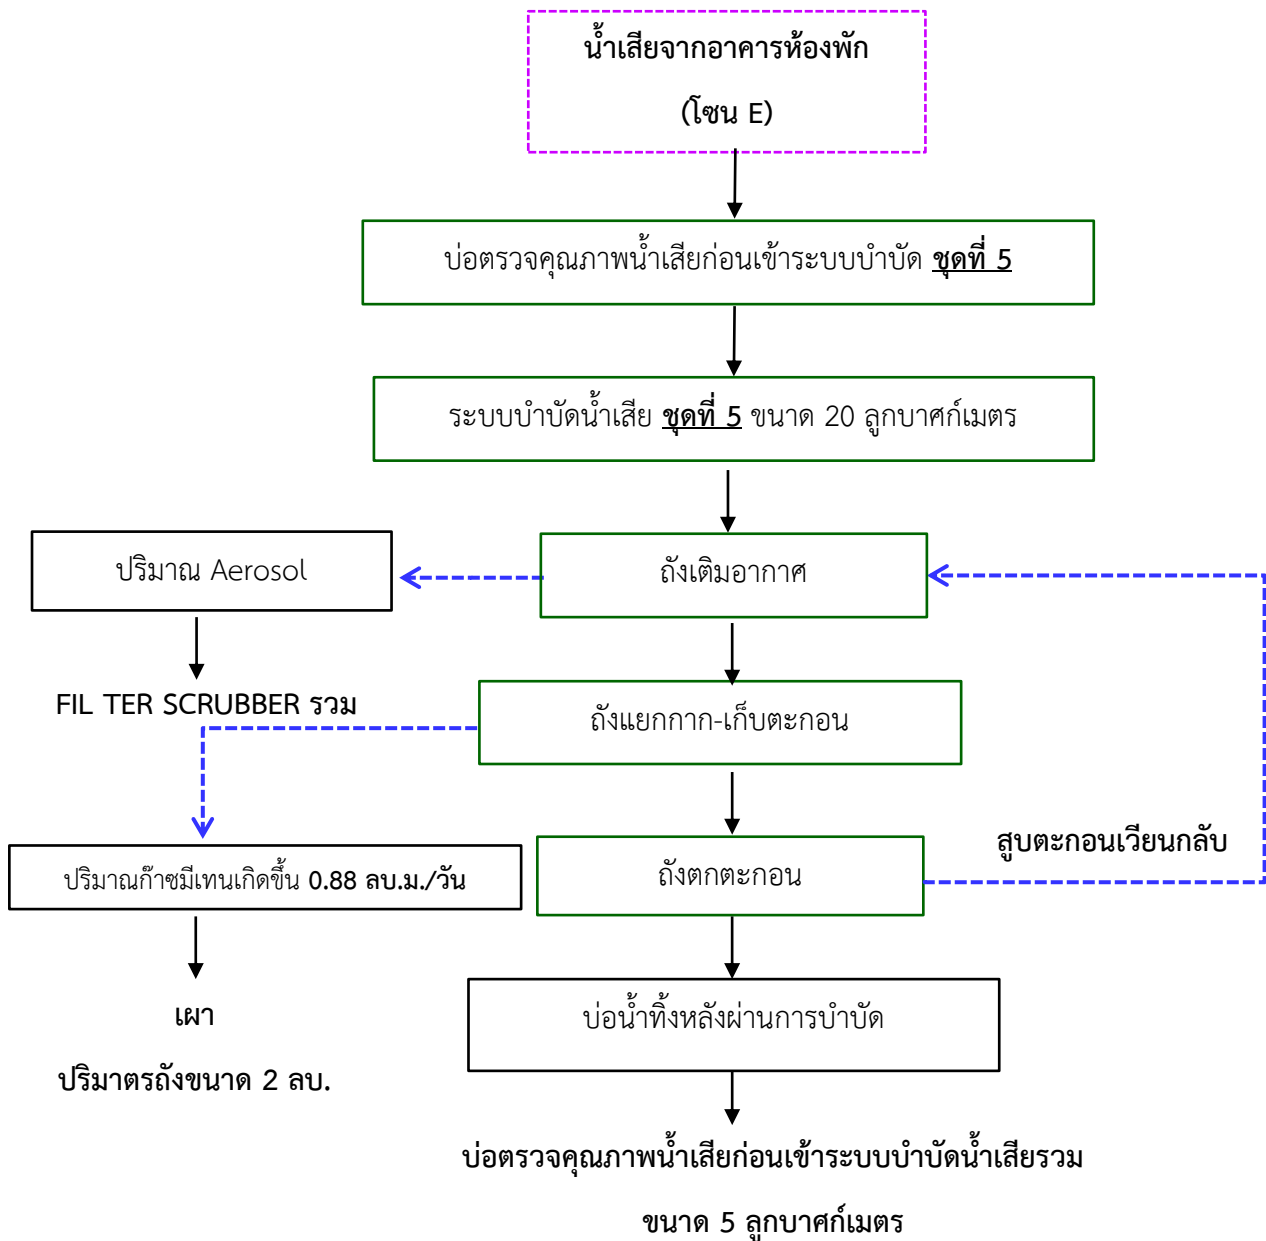 น้ำเสียจากอาคารห้องพัก
(โซน E)
บ่อตรวจคุณภาพน้ำเสียก่อนเข้าระบบบำบัด ชุดที่ 5
ระบบบำบัดน้ำเสีย ชุดที่ 5 ขนาด 20 ลูกบาศก์เมตร
ปริมาณ Aerosol
ถังเติมอากาศ
FIL TER SCRUBBER รวม
ถังแยกกาก-เก็บตะกอน
สูบตะกอนเวียนกลับ
ปริมาณก๊าซมีเทนเกิดขึ้น 0.88 ลบ.ม./วัน
ถังตกตะกอน
เผา
บ่อน้ำทิ้งหลังผ่านการบำบัด
ปริมาตรถังขนาด 2 ลบ.
บ่อตรวจคุณภาพน้ำเสียก่อนเข้าระบบบำบัดน้ำเสียรวม
ขนาด 5 ลูกบาศก์เมตร